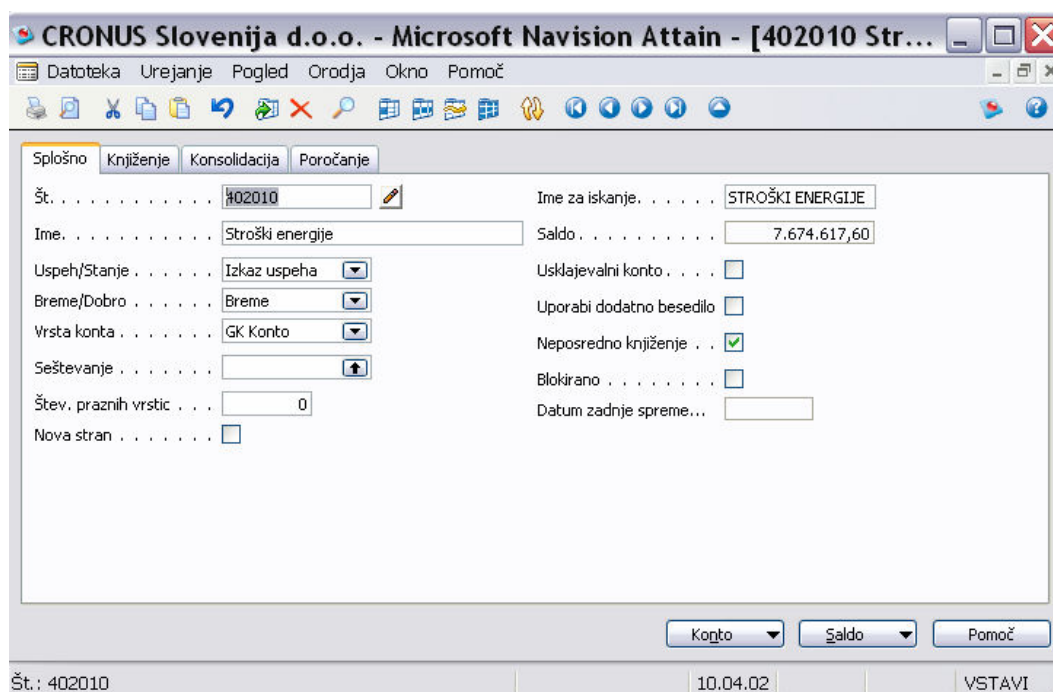 CRONUS Slovenija d.o.o. - Microsoft Navision Attain - [402010 Str...
Datoteka Urejanje Pogled Orodja Okno Pomoč
Splošno Knjiženje Konsolidacija Poročanje
Št. . . . . . . . . . . . . 402010 Ime za iskanje. . . . . . STROŠKI ENERGIJE
Ime. . . . . . . . . . . . Stroški energije Saldo . . . . . . . . . . 7.674.617,60
Uspeh/Stanje . . . . . . Izkaz uspeha Usklajevalni konto . . . .
Breme/Dobro . . . . . . Breme Uporabi dodatno besedilo
Vrsta konta . . . . . . . GK Konto Neposredno knjiženje . .
Seštevanje . . . . . . . Blokirano . . . . . . . .
Štev. praznih vrstic . . . 0 Datum zadnje spreme...
Nova stran . . . . . . .
Konto Saldo Pomoč
Št.: 402010 10.04.02 VSTAVI